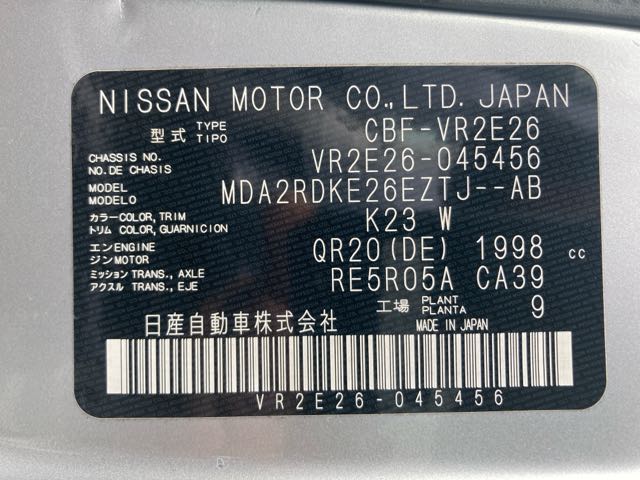 NISSAN MOTOR CO.,LTD. JAPAN
型式 TYPE TIPO CBF-VR2E26
CHASSIS NO. NO. DE CHASIS VR2E26-045456
MODEL MODELO MDA2RDKE26EZTJ--AB
カラー COLOR, TRIM トリム COLOR, GUARNICION K23 W
エンジン ENGINE MOTOR QR20(DE) 1998 cc
ミッション TRANS., AXLE アクスル TRANS., EJE RE5R05A CA39
工場 PLANT PLANTA 9
日産自動車株式会社 MADE IN JAPAN
VR2E26-045456